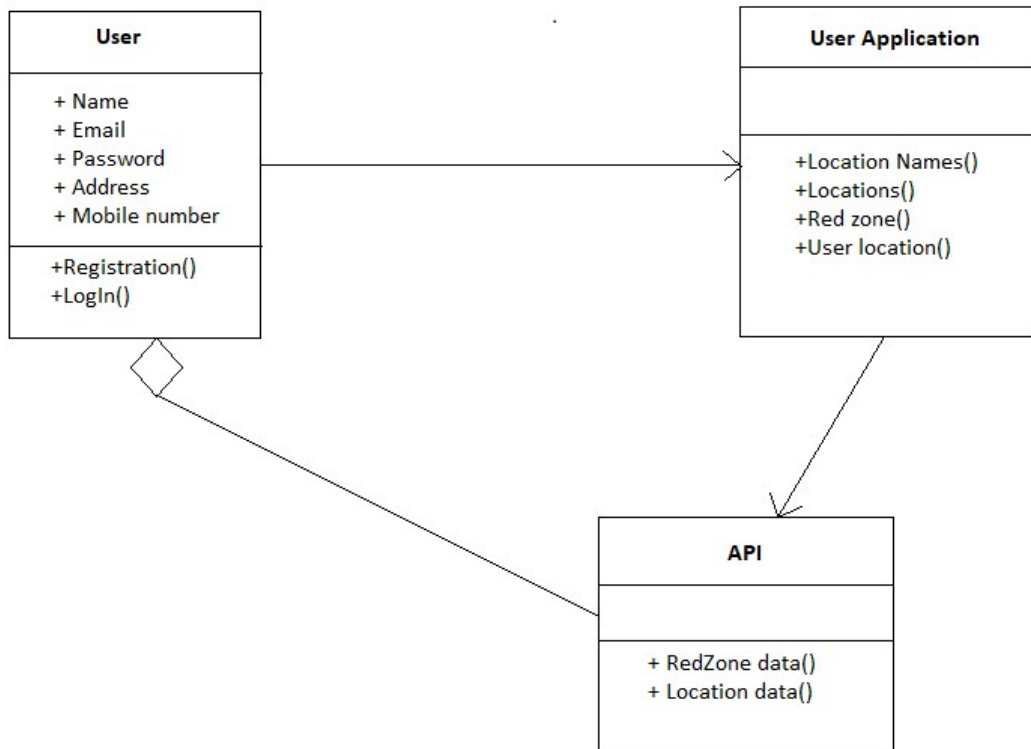 User
+ Name
+ Email
+ Password
+ Address
+ Mobile number
+Registration()
+LogIn()
User Application
+Location Names()
+Locations()
+Red zone()
+User location()
API
+ RedZone data()
+ Location data()